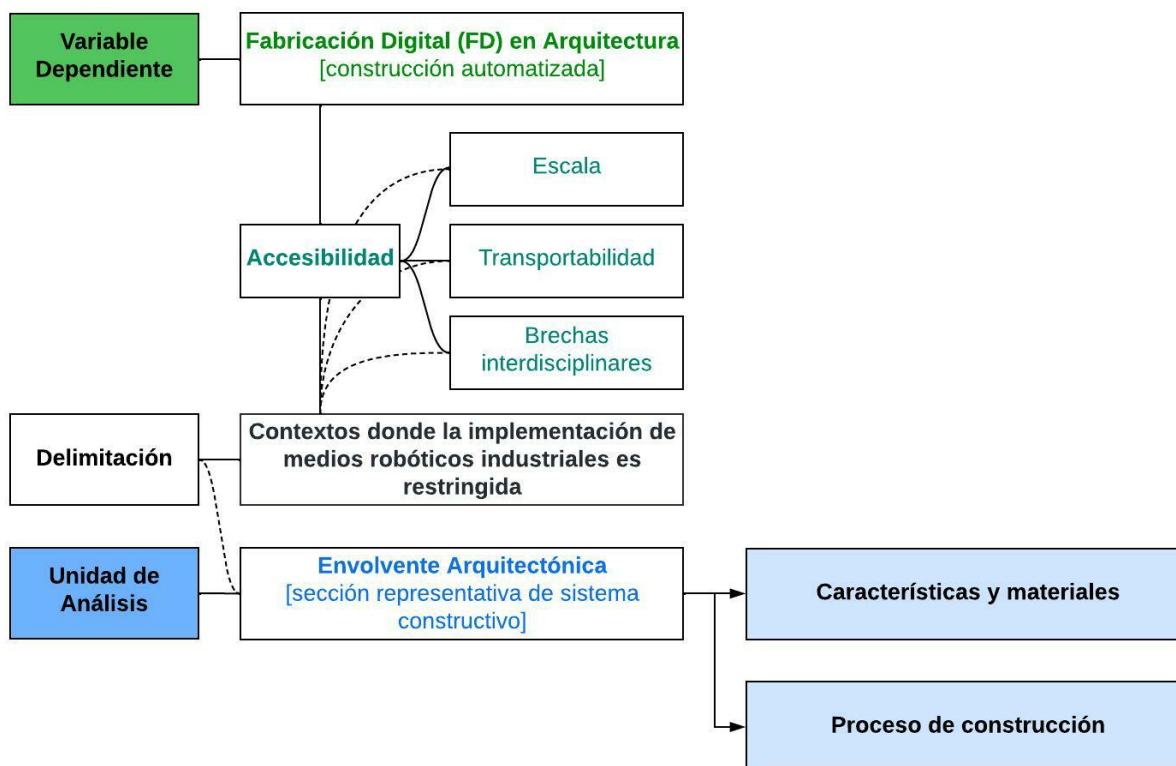 Variable
Dependiente
Fabricación Digital (FD) en Arquitectura
[construcción automatizada]
Escala
Accesibilidad
Transportabilidad
Brechas
interdisciplinares
Delimitación
Contextos donde la implementación de
medios robóticos industriales es
restringida
Unidad de
Análisis
Envolvente Arquitectónica
[sección representativa de sistema
constructivo]
Características y materiales
Proceso de construcción